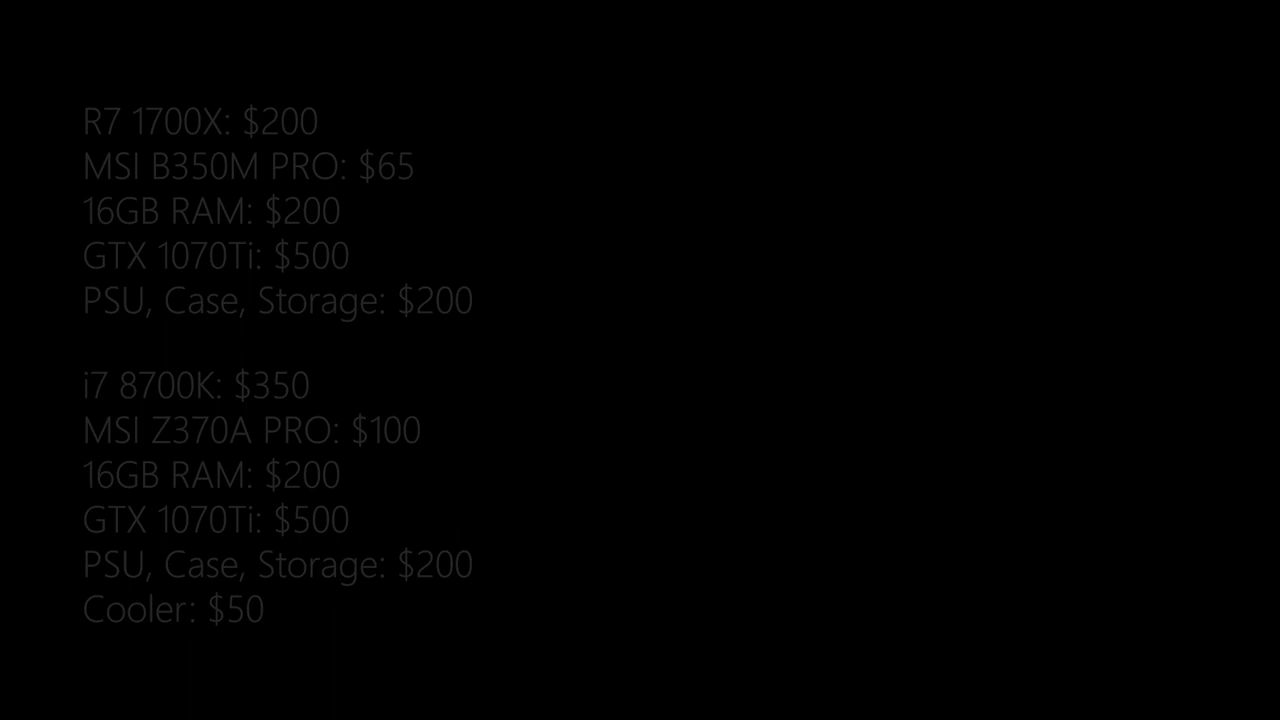 R7 1700X: $200
MSI B350M PRO: $65
16GB RAM: $200
GTX 1070Ti: $500
PSU, Case, Storage: $200
i7 8700K: $350
MSI Z370A PRO: $100
16GB RAM: $200
GTX 1070Ti: $500
PSU, Case, Storage: $200
Cooler: $50